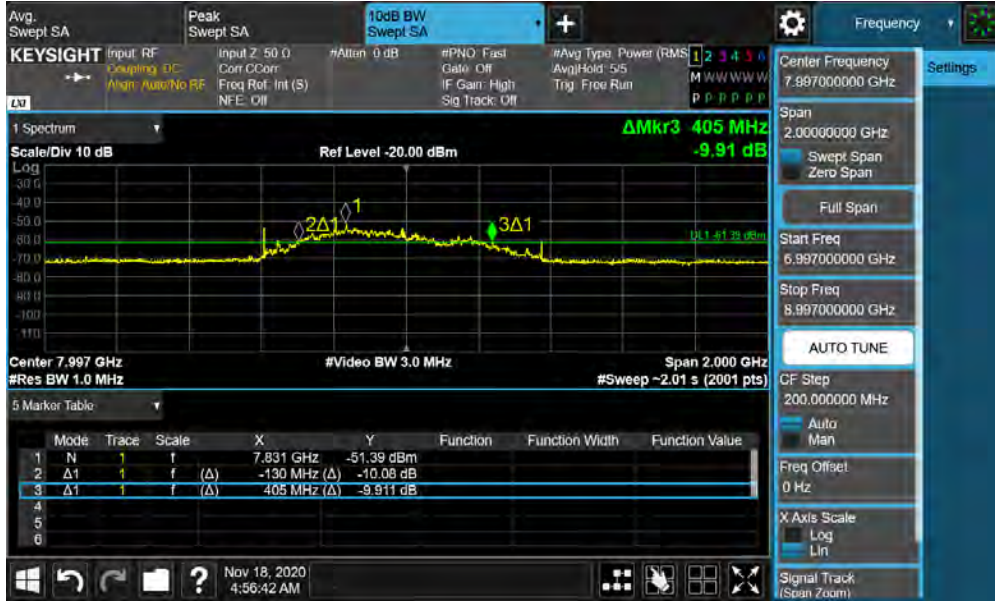 Avg. Swept SA
Peak Swept SA
10dB BW Swept SA
Frequency
KEYSIGHT
LXI
Input: RF
Coupling: DC
Align: Auto/No RF
Input Z: 50 Ω
Corr CCorr
Freq Ref: Int (S)
NFE: Off
#Atten: 0 dB
#PNO: Fast
Gate: Off
IF Gain: High
Sig Track: Off
#Avg Type: Power (RMS
Avg|Hold: 5/5
Trig: Free Run
1 2 3 4 5 6
M W W W W W
P P P P P P
1 Spectrum
ΔMkr3 405 MHz
Scale/Div 10 dB
Ref Level -20.00 dBm
-9.91 dB
Log
-30.0
-40.0
-50.0
-60.0
-70.0
-80.0
-90.0
-100
-110
1
2Δ1
3Δ1
DL1 -61.39 dBm
Center 7.997 GHz
#Video BW 3.0 MHz
Span 2.000 GHz
#Res BW 1.0 MHz
#Sweep ~2.01 s (2001 pts)
5 Marker Table
Mode Trace Scale X Y Function Function Width Function Value
1 N 1 f 7.831 GHz -51.39 dBm
2 Δ1 1 f (Δ) -130 MHz (Δ) -10.08 dB
3 Δ1 1 f (Δ) 405 MHz (Δ) -9.911 dB
4
5
6
Nov 18, 2020
4:56:42 AM
Center Frequency
7.997000000 GHz
Settings
Span
2.00000000 GHz
Swept Span
Zero Span
Full Span
Start Freq
6.997000000 GHz
Stop Freq
8.997000000 GHz
AUTO TUNE
CF Step
200.000000 MHz
Auto
Man
Freq Offset
0 Hz
X Axis Scale
Log
Lin
Signal Track
(Span Zoom)